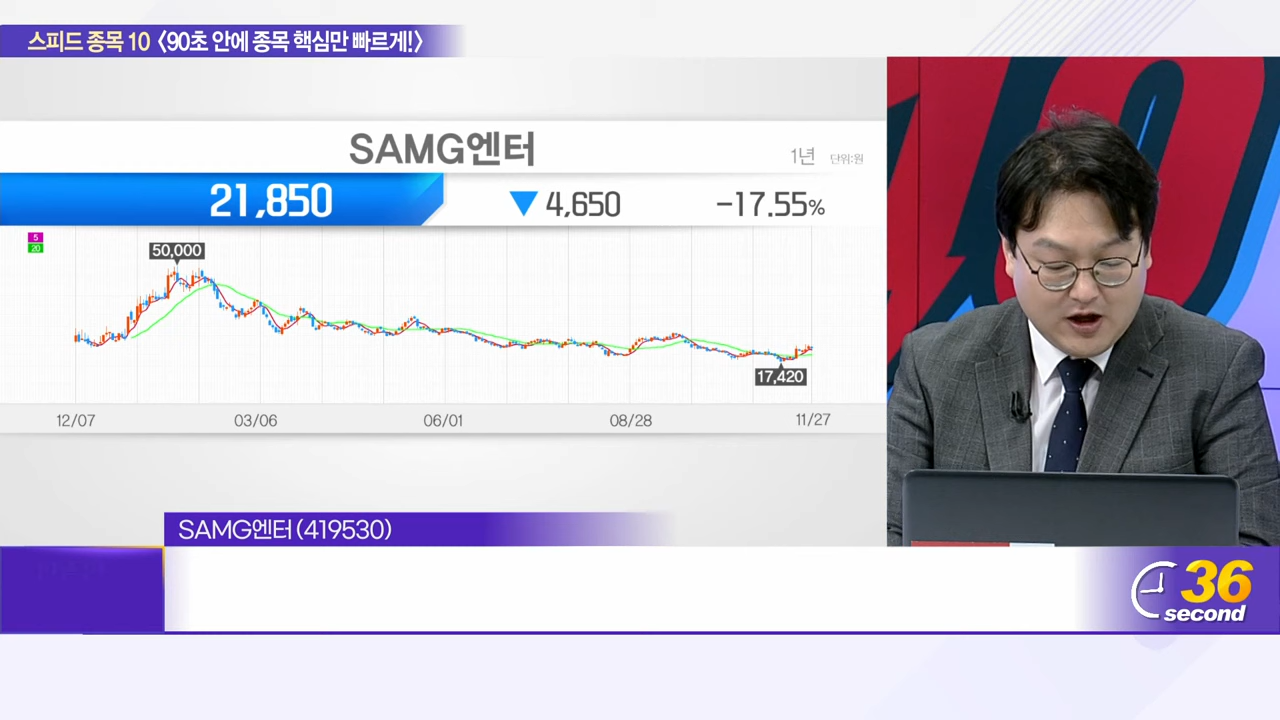 스피드 종목 10 〈90초 안에 종목 핵심만 빠르게!〉
SAMG엔터
1년 단위:원
21,850 ▼ 4,650 -17.55%
5
20
50,000
17,420
12/07 03/06 06/01 08/28 11/27
SAMG엔터 (419530)
36
second